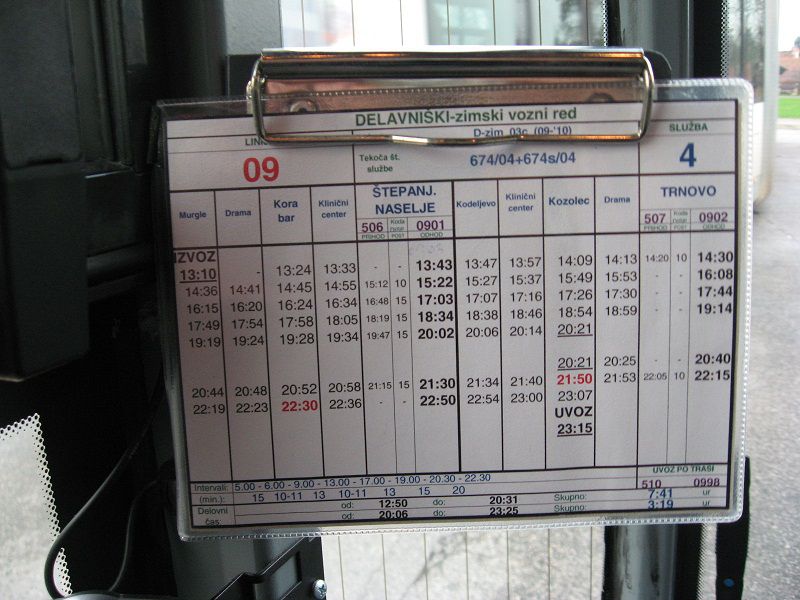 DELAVNIŠKI-zimski vozni red
D-zim 03c (09-'10)
SLUŽBA
09
Tekoča št.
službe
674/04+674s/04
4
Murgle Drama Kora bar Klinični center ŠTEPANJ. NASELJE Kodeljevo Klinični center Kozolec Drama TRNOVO
506 0901 507 0902
PRIHOD POST ODHOD PRIHOD POST ODHOD
IZVOZ
13:10 - 13:24 13:33 - - 13:43 13:47 13:57 14:09 14:13 14:20 10 14:30
14:36 14:41 14:45 14:55 15:12 10 15:22 15:27 15:37 15:49 15:53 - - 16:08
16:15 16:20 16:24 16:34 16:48 15 17:03 17:07 17:16 17:26 17:30 - - 17:44
17:49 17:54 17:58 18:05 18:19 15 18:34 18:38 18:46 18:54 18:59 - - 19:14
19:19 19:24 19:28 19:34 19:47 15 20:02 20:06 20:14 20:21
20:21 20:25 - - 20:40
20:44 20:48 20:52 20:58 21:15 15 21:30 21:34 21:40 21:50 21:53 22:05 10 22:15
22:19 22:23 22:30 22:36 - - 22:50 22:54 23:00 23:07
UVOZ
23:15
UVOZ PO TRASI
Intervali: 5.00 - 6.00 - 9.00 - 13.00 - 17.00 - 19.00 - 20.30 - 22.30
510 0998
(min.): 15 10-11 13 10-11 13 15 20
Delovni od: 12:50 do: 20:31 Skupno: 7:41 ur
čas: od: 20:06 do: 23:25 Skupno: 3:19 ur